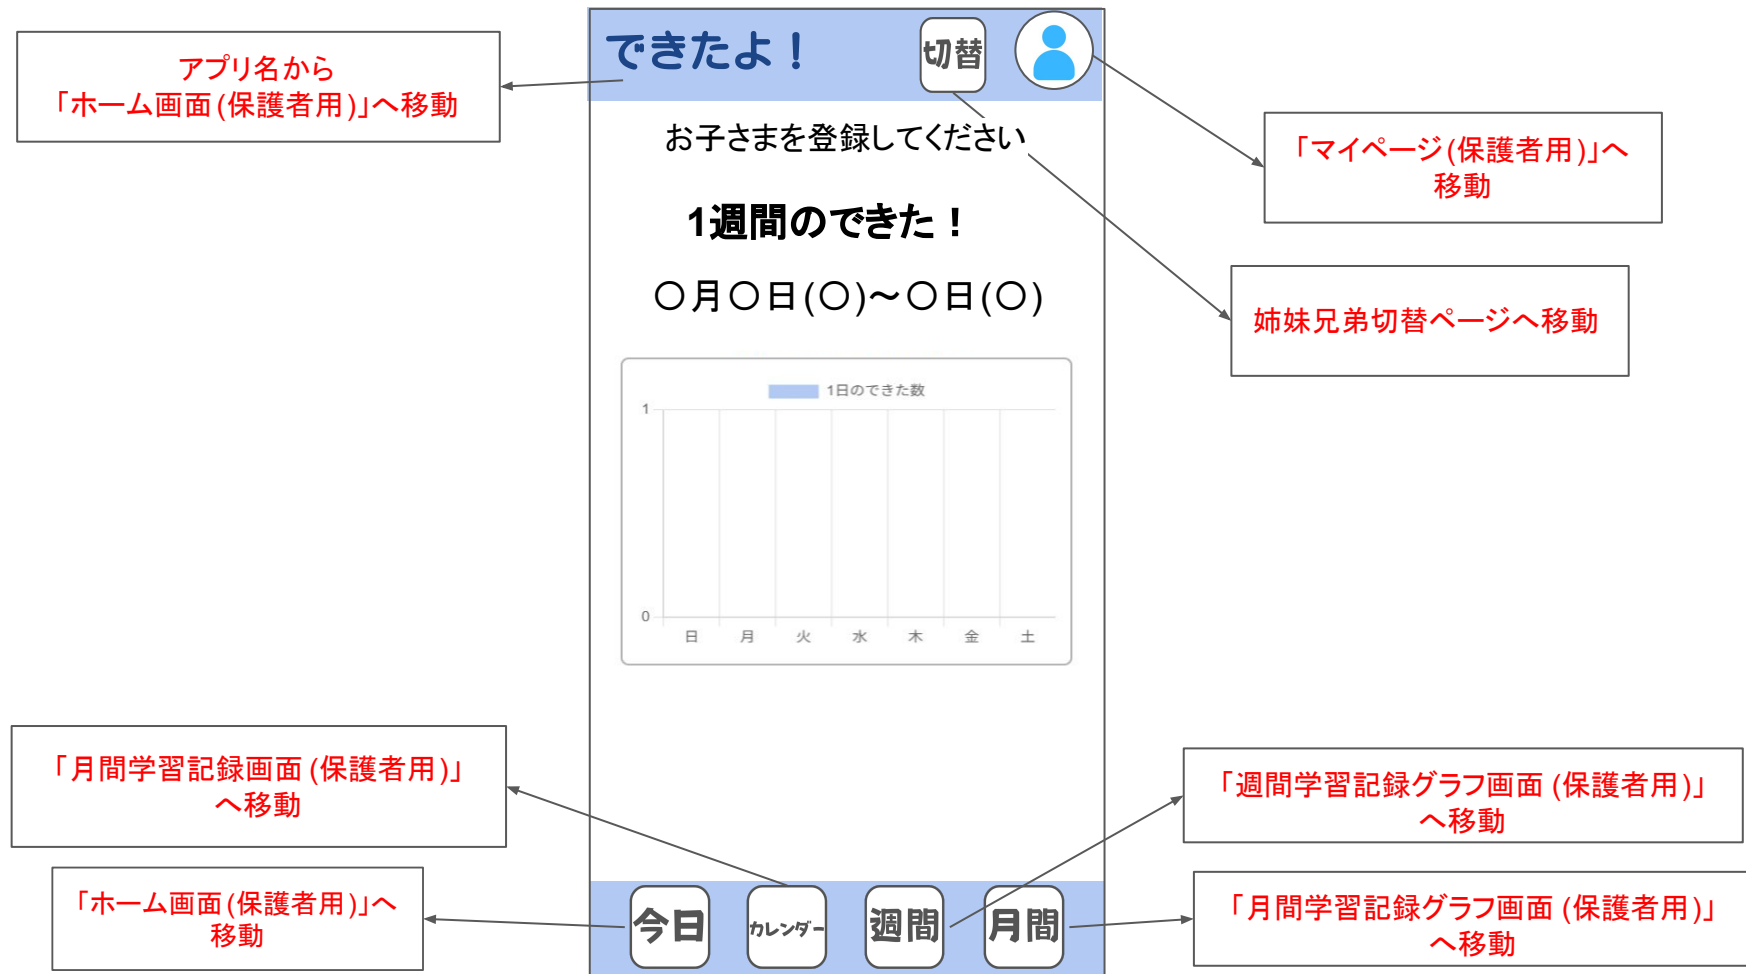 アプリ名から
「ホーム画面(保護者用)」へ移動
できたよ！
切替
お子さまを登録してください
「マイページ(保護者用)」へ
移動
1週間のできた！
〇月〇日(〇)～〇日(〇)
姉妹兄弟切替ページへ移動
1日のできた数
1
0
日 月 火 水 木 金 土
「月間学習記録画面(保護者用)」
へ移動
「週間学習記録グラフ画面(保護者用)」
へ移動
「ホーム画面(保護者用)」へ
移動
今日 カレンダー 週間 月間
「月間学習記録グラフ画面(保護者用)」
へ移動